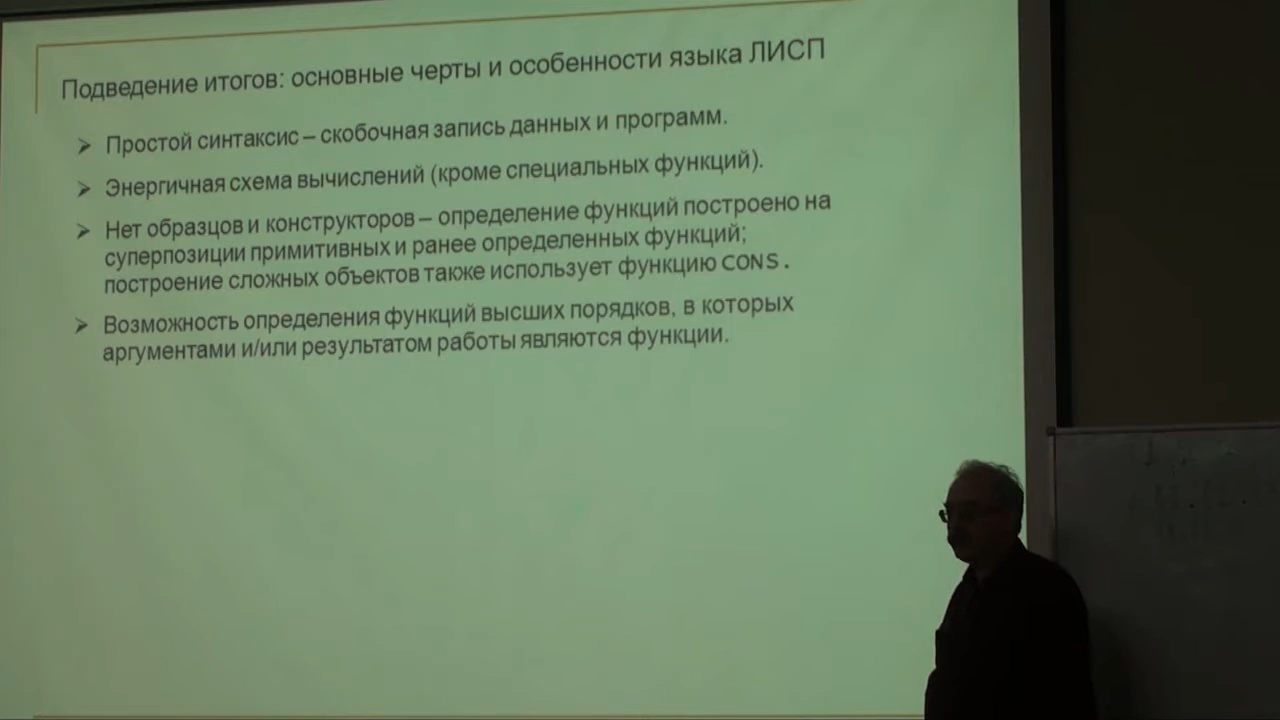 Подведение итогов: основные черты и особенности языка ЛИСП
Простой синтаксис – скобочная запись данных и программ.
Энергичная схема вычислений (кроме специальных функций).
Нет образцов и конструкторов – определение функций построено на
суперпозиции примитивных и ранее определенных функций;
построение сложных объектов также использует функцию CONS.
Возможность определения функций высших порядков, в которых
аргументами и/или результатом работы являются функции.